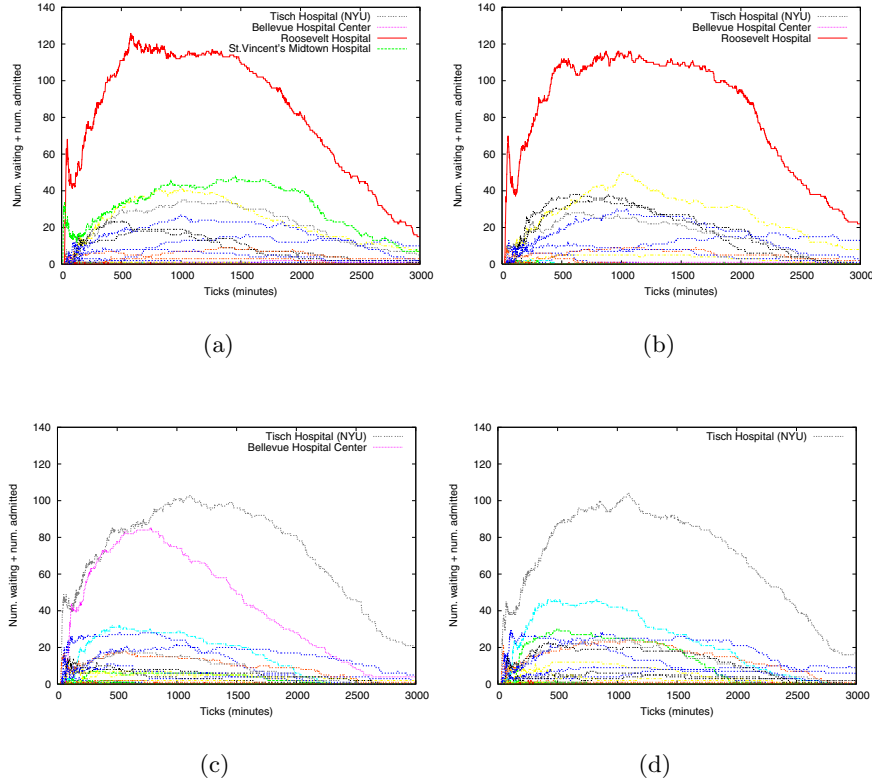 Tisch Hospital (NYU)
Bellevue Hospital Center
Roosevelt Hospital
St.Vincent's Midtown Hospital
Num. waiting + num. admitted
140
120
100
80
60
40
20
0
0 500 1000 1500 2000 2500 3000
Ticks (minutes)
(a)
Tisch Hospital (NYU)
Bellevue Hospital Center
Roosevelt Hospital
Num. waiting + num. admitted
140
120
100
80
60
40
20
0
0 500 1000 1500 2000 2500 3000
Ticks (minutes)
(b)
Tisch Hospital (NYU)
Bellevue Hospital Center
Num. waiting + num. admitted
140
120
100
80
60
40
20
0
0 500 1000 1500 2000 2500 3000
Ticks (minutes)
(c)
Tisch Hospital (NYU)
Num. waiting + num. admitted
140
120
100
80
60
40
20
0
0 500 1000 1500 2000 2500 3000
Ticks (minutes)
(d)